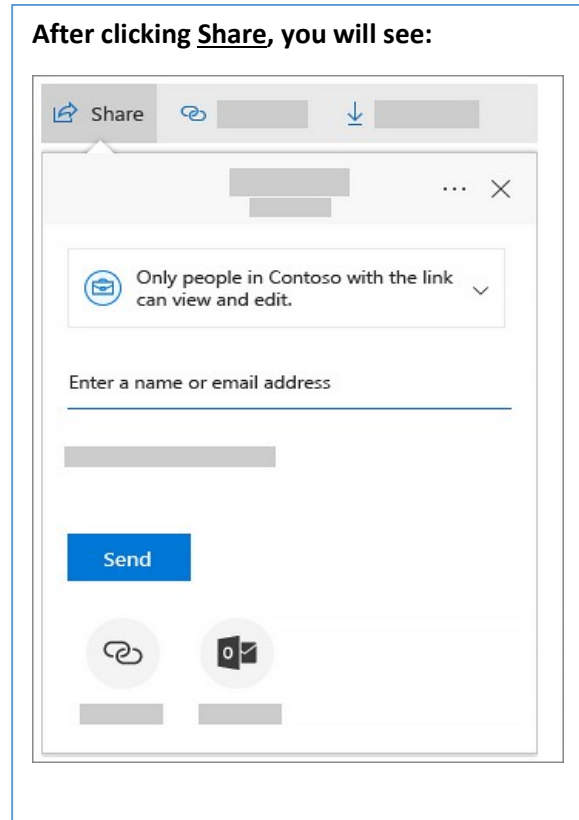 After clicking Share, you will see:
Share
Only people in Contoso with the link
can view and edit.
Enter a name or email address
Send